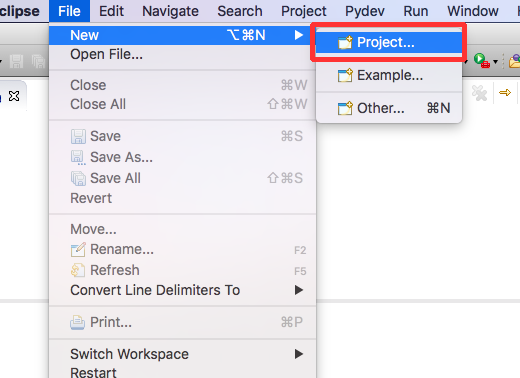 clipse File Edit Navigate Search Project Pydev Run Window
New ⌥⌘N ▶
Project...
Open File...
Example...
Close ⌘W
Close All ⇧⌘W
Other... ⌘N
Save ⌘S
Save As...
Save All ⇧⌘S
Revert
Move...
Rename... F2
Refresh F5
Convert Line Delimiters To ▶
Print... ⌘P
Switch Workspace ▶
Restart